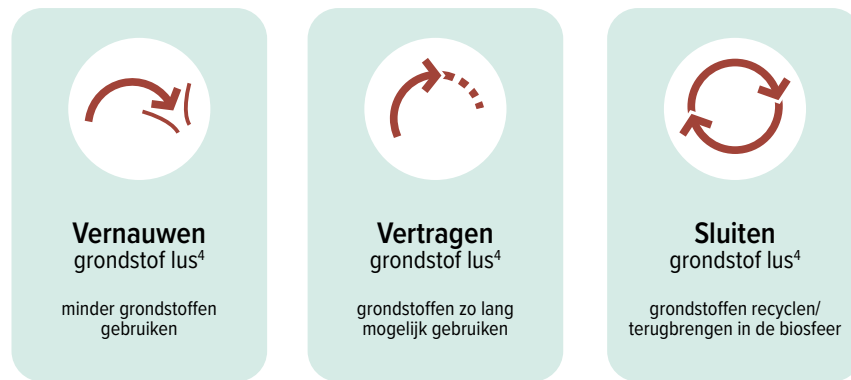 Vernauwen
grondstof lus⁴
minder grondstoffen
gebruiken
Vertragen
grondstof lus⁴
grondstoffen zo lang
mogelijk gebruiken
Sluiten
grondstof lus⁴
grondstoffen recyclen/
terugbrengen in de biosfeer